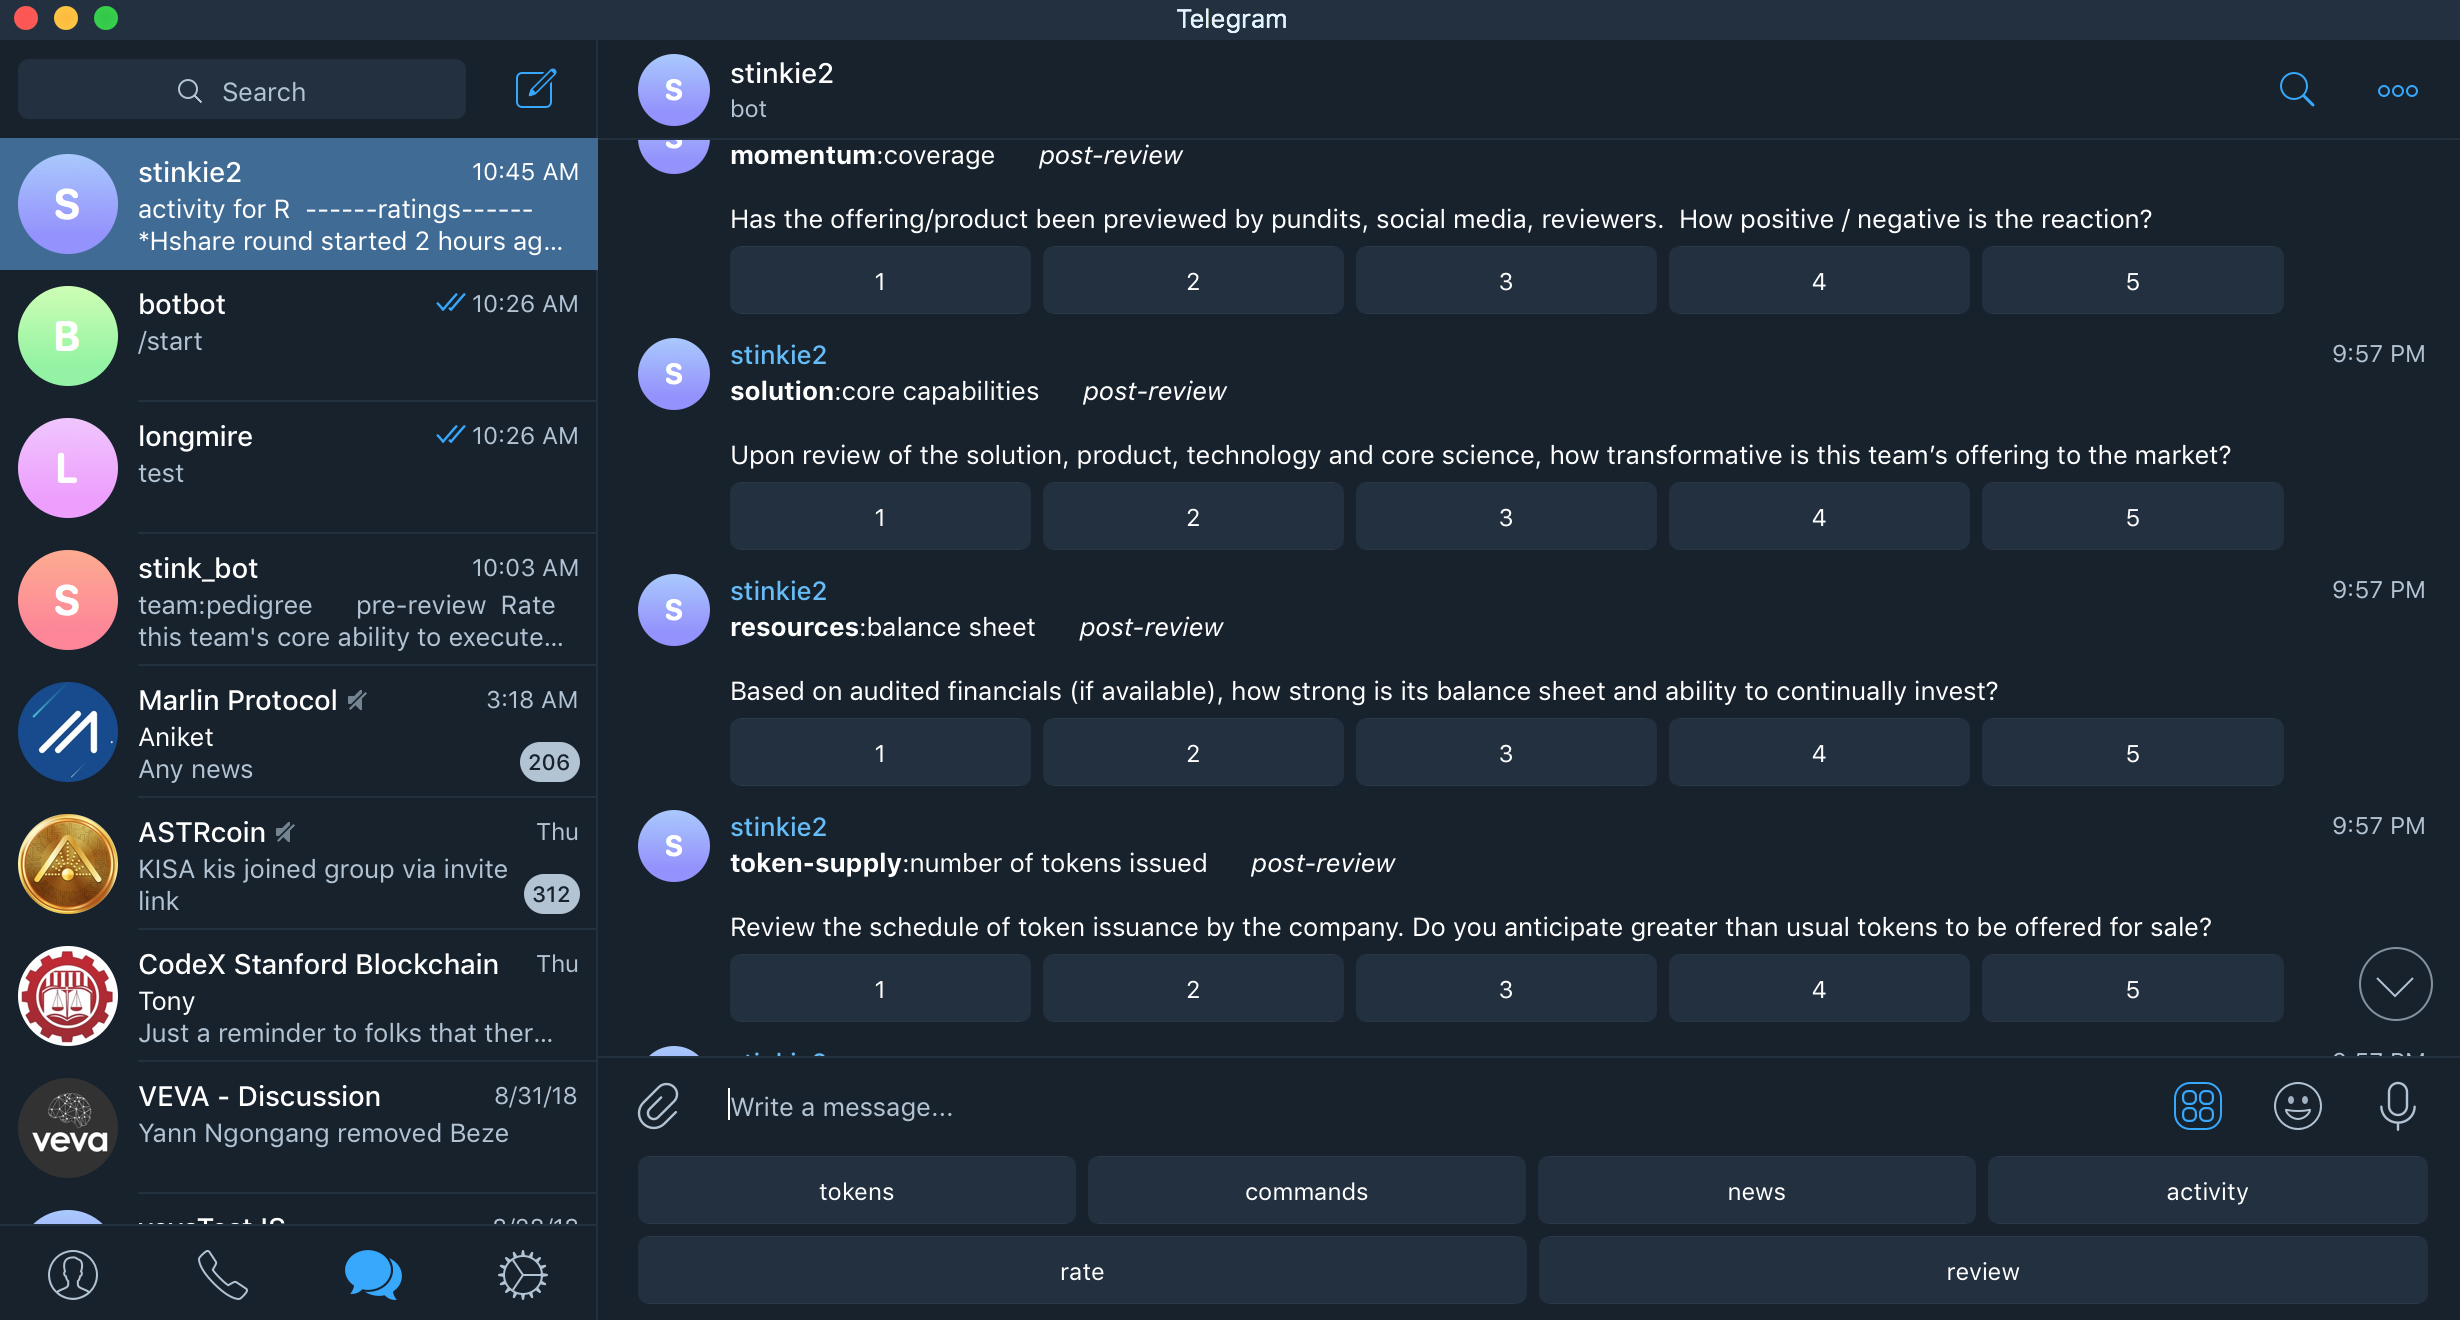 Telegram
Search
S
stinkie2
10:45 AM
activity for R ------ratings------
*Hshare round started 2 hours ag...
B
botbot
10:26 AM
/start
L
longmire
10:26 AM
test
S
stink_bot
10:03 AM
team:pedigree pre-review Rate
this team's core ability to execute...
Marlin Protocol
3:18 AM
Aniket
Any news
206
ASTRcoin
Thu
KISA kis joined group via invite
link
312
CodeX Stanford Blockchain
Thu
Tony
Just a reminder to folks that ther...
veva
VEVA - Discussion
8/31/18
Yann Ngongang removed Beze
S
stinkie2
bot
S
momentum:coverage post-review
Has the offering/product been previewed by pundits, social media, reviewers. How positive / negative is the reaction?
1 2 3 4 5
S
stinkie2
9:57 PM
solution:core capabilities post-review
Upon review of the solution, product, technology and core science, how transformative is this team’s offering to the market?
1 2 3 4 5
S
stinkie2
9:57 PM
resources:balance sheet post-review
Based on audited financials (if available), how strong is its balance sheet and ability to continually invest?
1 2 3 4 5
S
stinkie2
9:57 PM
token-supply:number of tokens issued post-review
Review the schedule of token issuance by the company. Do you anticipate greater than usual tokens to be offered for sale?
1 2 3 4 5
Write a message...
tokens commands news activity
rate review